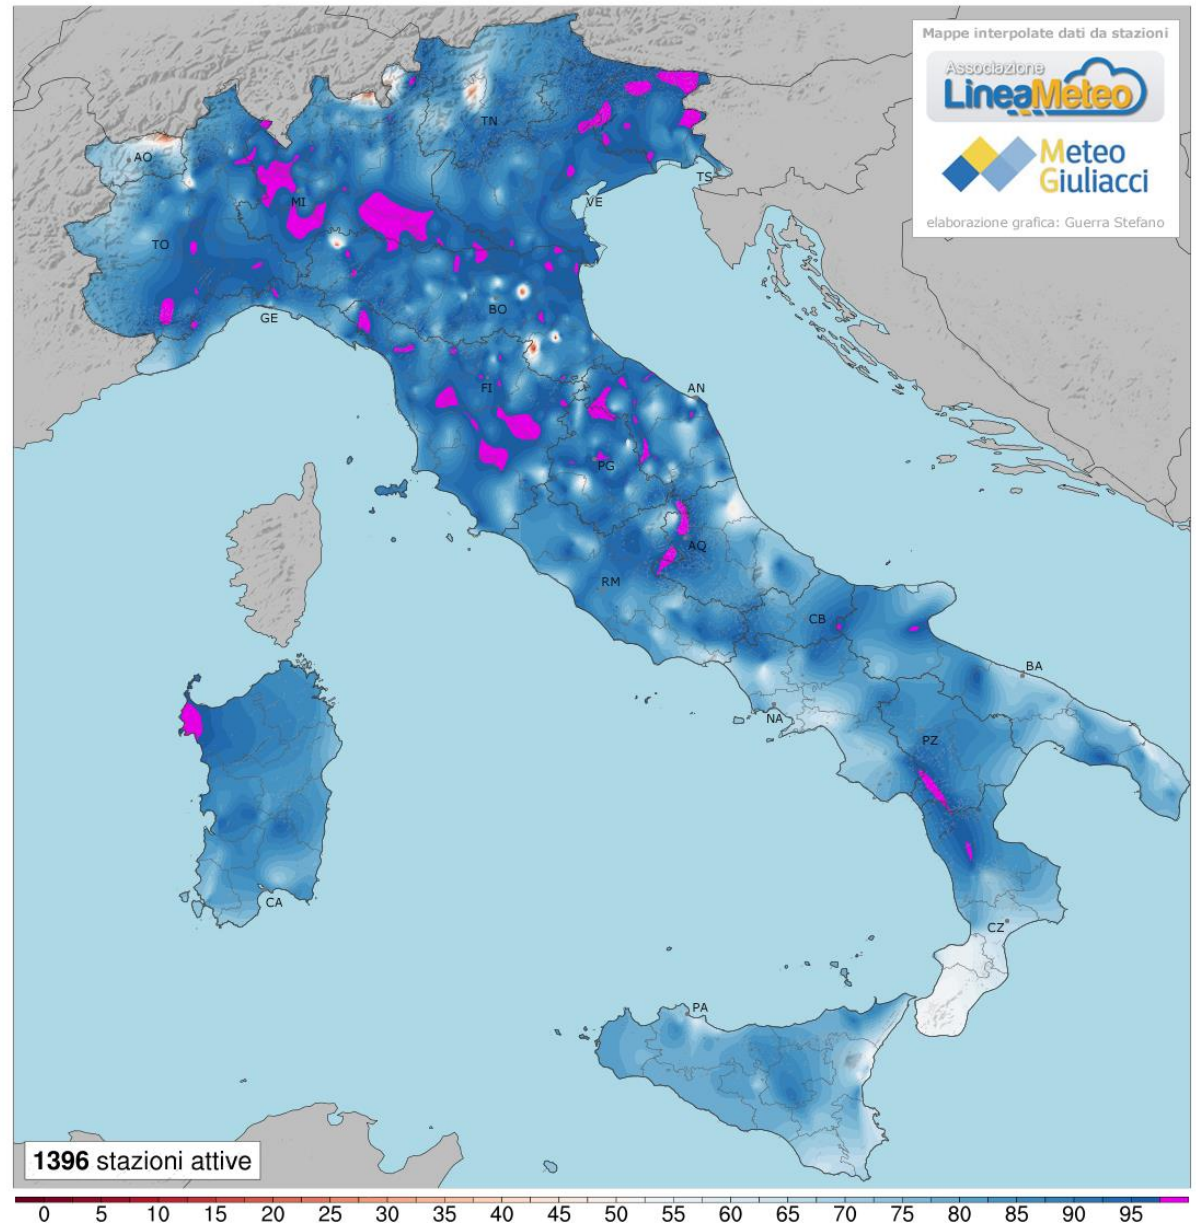 Mappe interpolate dati da stazioni
Associazione
LineaMeteo
Meteo
Giuliacci
elaborazione grafica: Guerra Stefano
TN
AO
TS
MI
VE
TO
BO
GE
FI
AN
PG
AQ
RM
CB
BA
NA
PZ
CA
CZ
PA
1396 stazioni attive
0 5 10 15 20 25 30 35 40 45 50 55 60 65 70 75 80 85 90 95